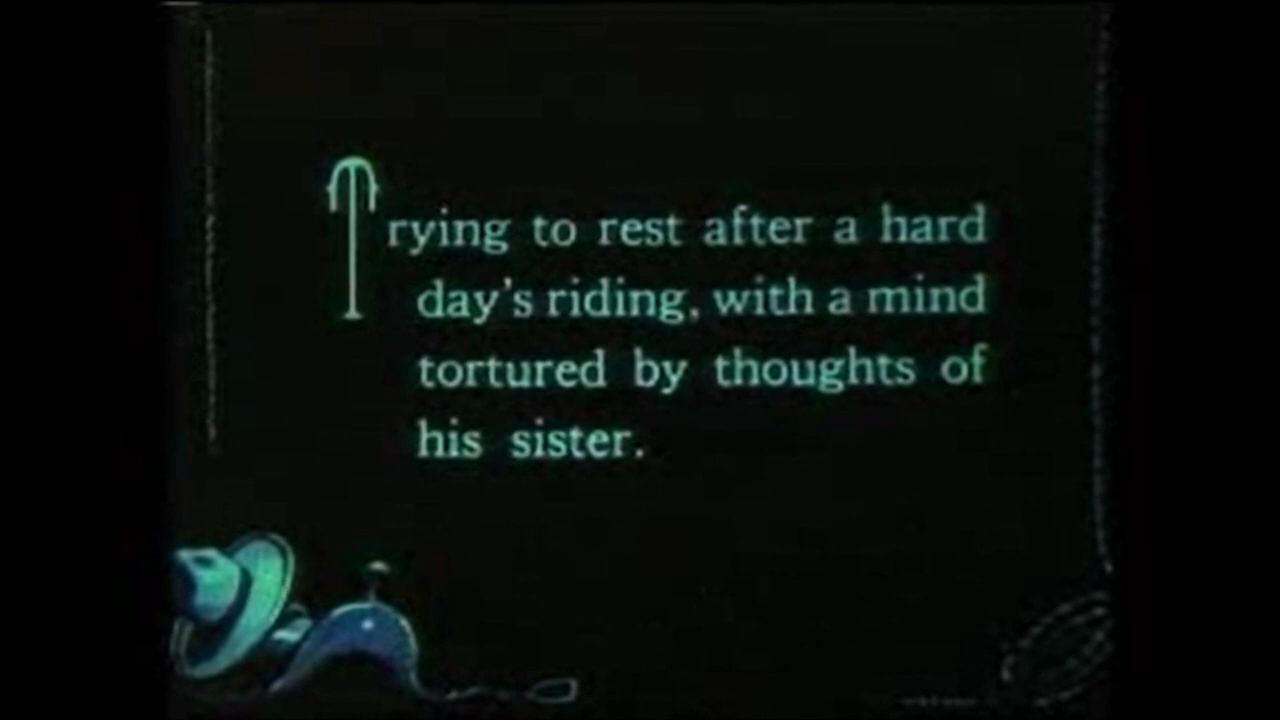 Trying to rest after a hard
day's riding, with a mind
tortured by thoughts of
his sister.